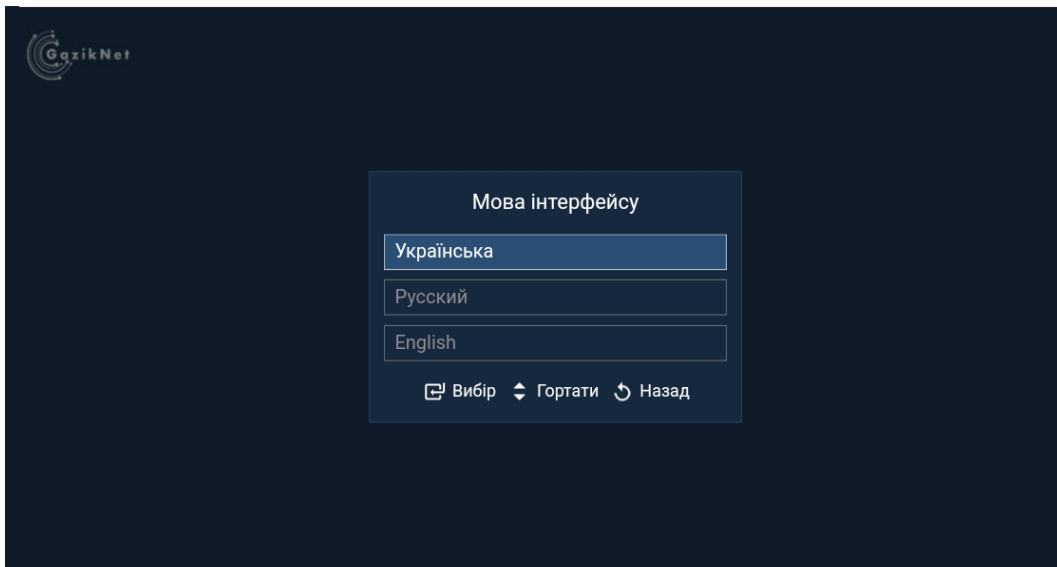 GazikNet
Мова інтерфейсу
Українська
Русский
English
Вибір Гортати Назад